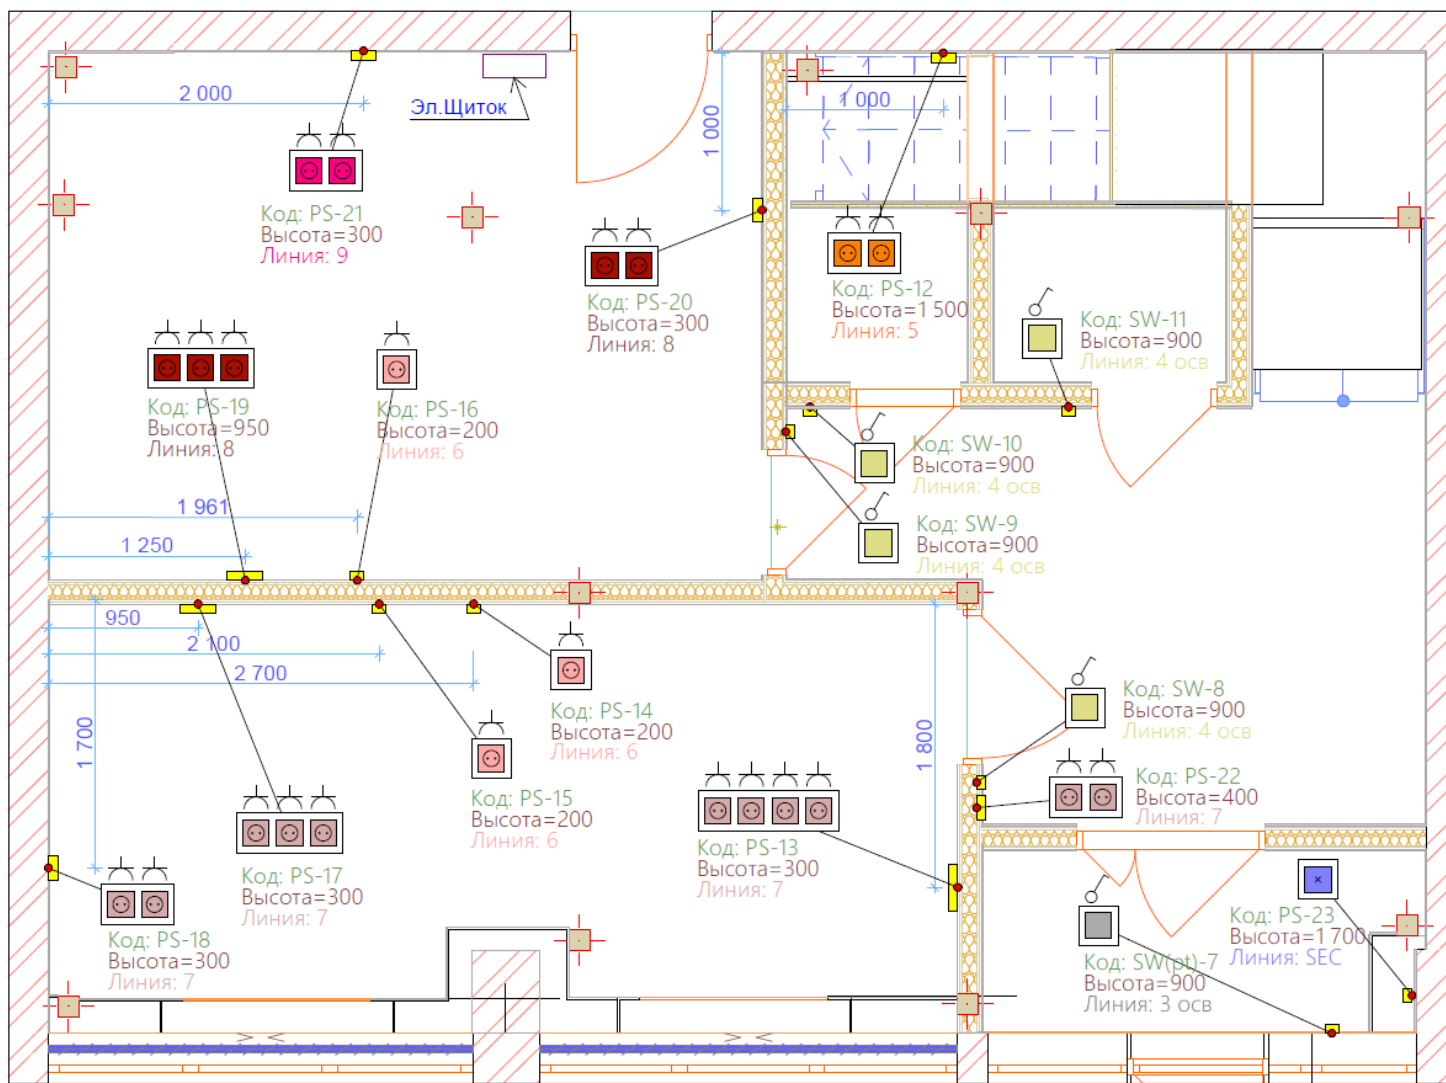 2 000
Эл.Щиток
1 000
1 000
Код: PS-21
Высота=300
Линия: 9
Код: PS-20
Высота=300
Линия: 8
Код: PS-12
Высота=1 500
Линия: 5
Код: SW-11
Высота=900
Линия: 4 осв
Код: PS-19
Высота=950
Линия: 8
Код: PS-16
Высота=200
Линия: 6
Код: SW-10
Высота=900
Линия: 4 осв
Код: SW-9
Высота=900
Линия: 4 осв
1 961
1 250
950
2 100
2 700
1 700
1 800
Код: PS-14
Высота=200
Линия: 6
Код: SW-8
Высота=900
Линия: 4 осв
Код: PS-15
Высота=200
Линия: 6
Код: PS-22
Высота=400
Линия: 7
Код: PS-13
Высота=300
Линия: 7
Код: PS-17
Высота=300
Линия: 7
Код: PS-18
Высота=300
Линия: 7
Код: PS-23
Высота=1 700
Линия: SEC
Код: SW(pt)-7
Высота=900
Линия: 3 осв